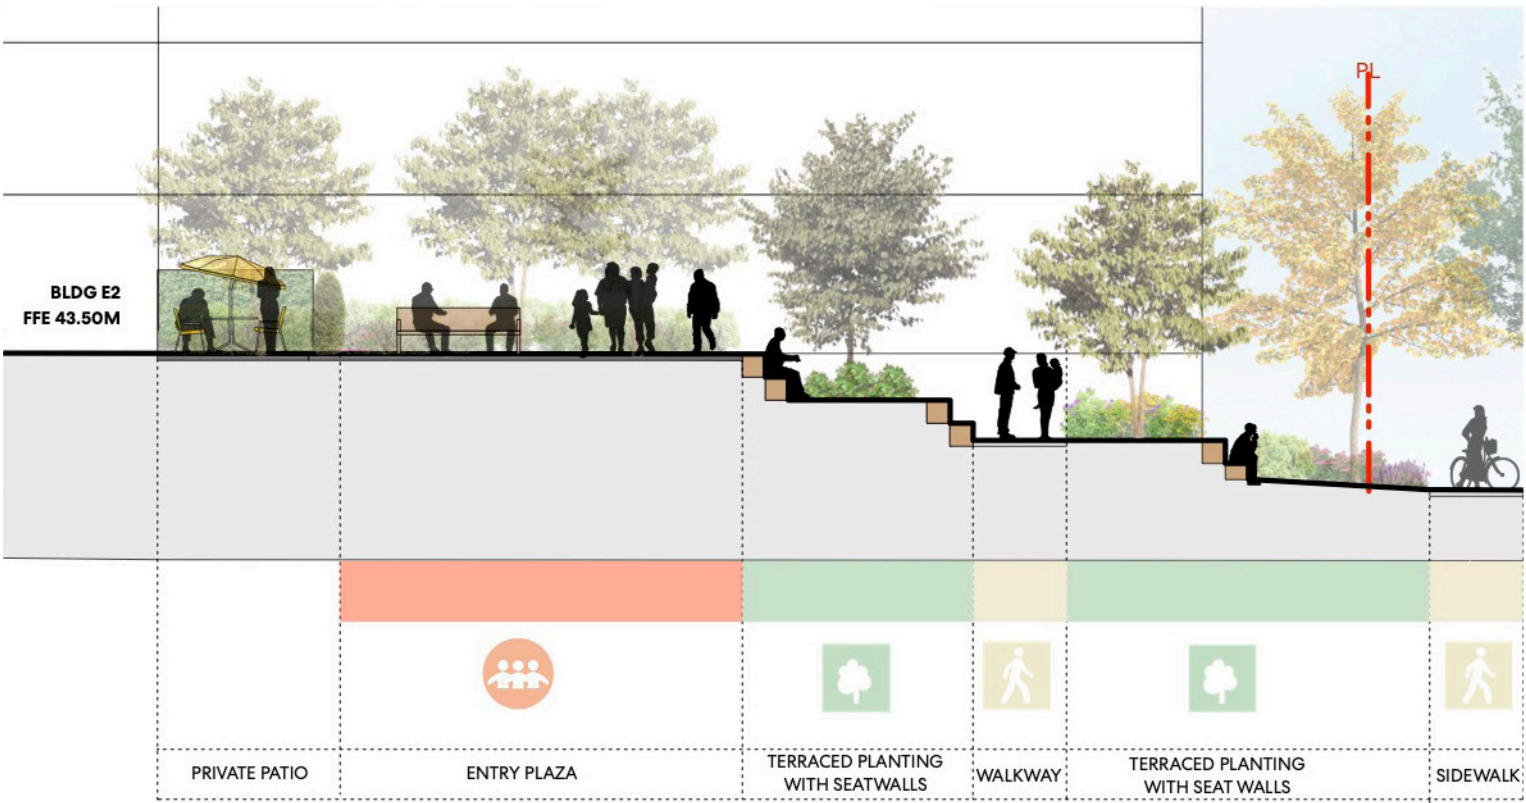 PL
BLDG E2
FFE 43.50M
PRIVATE PATIO
ENTRY PLAZA
TERRACED PLANTING
WITH SEATWALLS
WALKWAY
TERRACED PLANTING
WITH SEAT WALLS
SIDEWALK